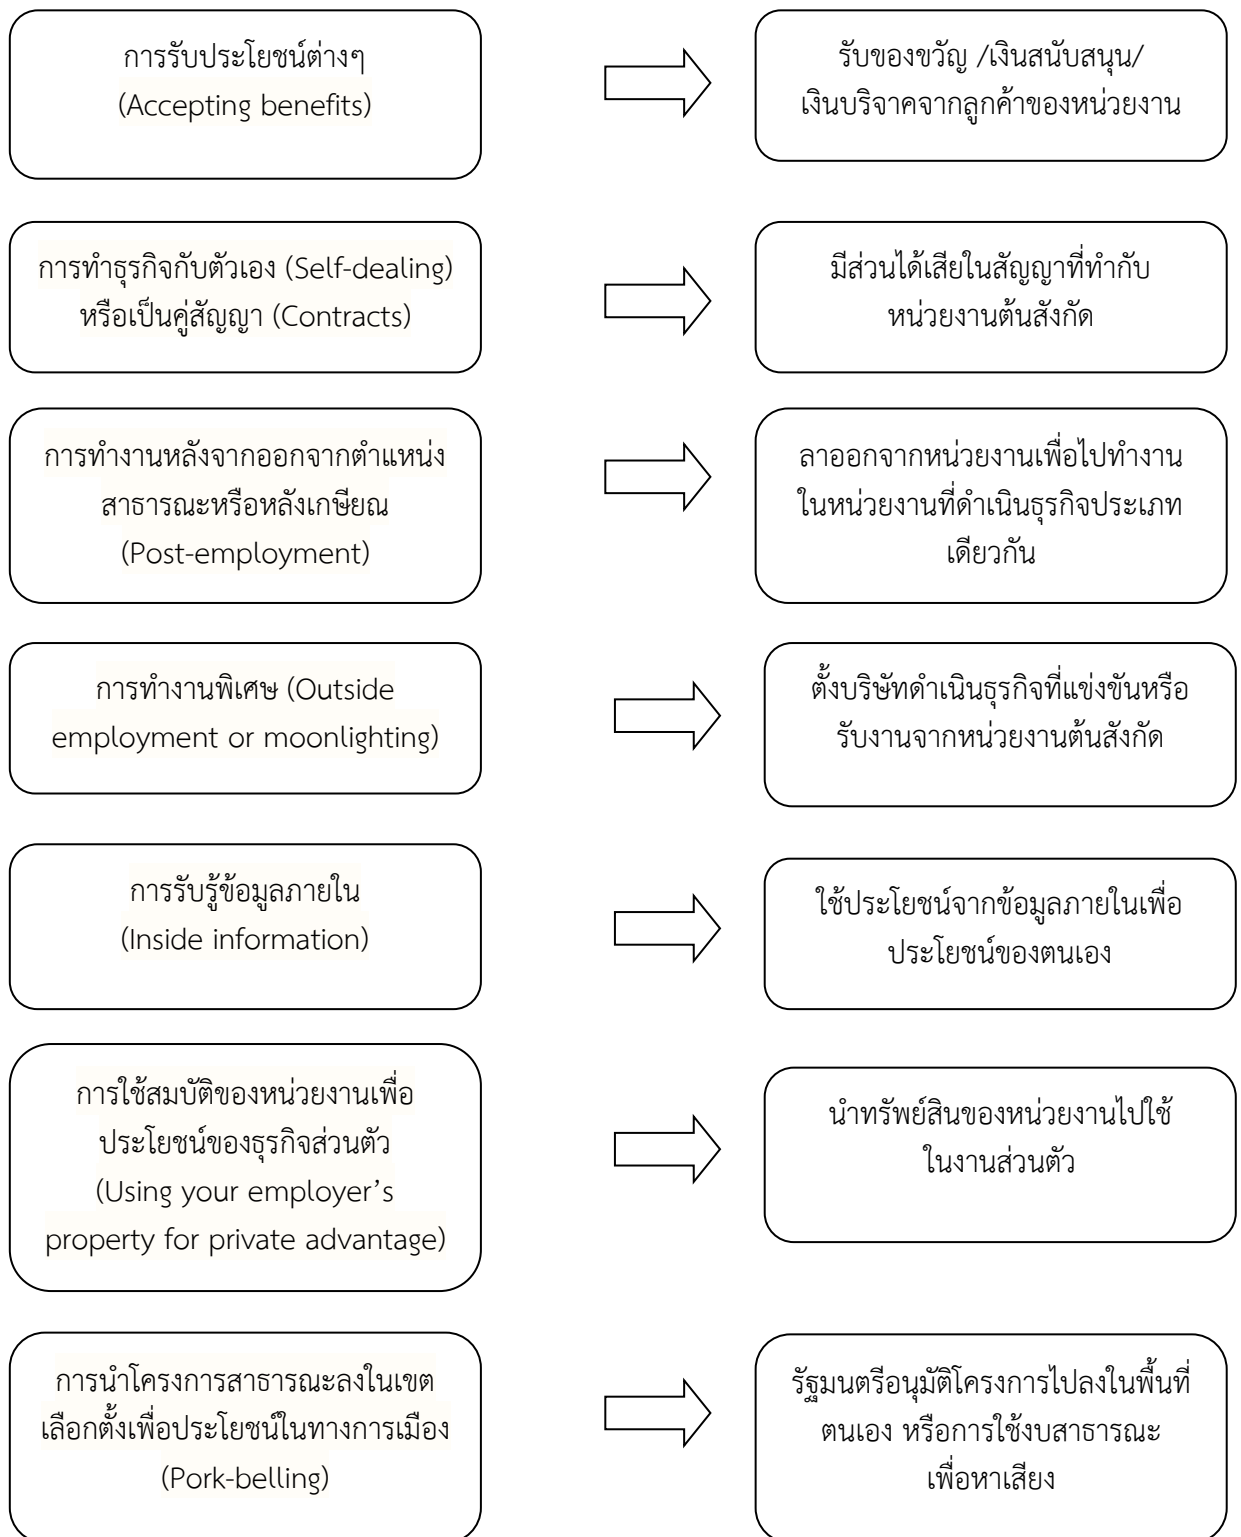 การรับประโยชน์ต่างๆ
(Accepting benefits)
รับของขวัญ /เงินสนับสนุน/
เงินบริจาคจากลูกค้าของหน่วยงาน
การทำธุรกิจกับตัวเอง (Self-dealing)
หรือเป็นคู่สัญญา (Contracts)
มีส่วนได้เสียในสัญญาที่ทำกับ
หน่วยงานต้นสังกัด
การทำงานหลังจากออกจากตำแหน่ง
สาธารณะหรือหลังเกษียณ
(Post-employment)
ลาออกจากหน่วยงานเพื่อไปทำงาน
ในหน่วยงานที่ดำเนินธุรกิจประเภท
เดียวกัน
การทำงานพิเศษ (Outside
employment or moonlighting)
ตั้งบริษัทดำเนินธุรกิจที่แข่งขันหรือ
รับงานจากหน่วยงานต้นสังกัด
การรับรู้ข้อมูลภายใน
(Inside information)
ใช้ประโยชน์จากข้อมูลภายในเพื่อ
ประโยชน์ของตนเอง
การใช้สมบัติของหน่วยงานเพื่อ
ประโยชน์ของธุรกิจส่วนตัว
(Using your employer’s
property for private advantage)
นำทรัพย์สินของหน่วยงานไปใช้
ในงานส่วนตัว
การนำโครงการสาธารณะลงในเขต
เลือกตั้งเพื่อประโยชน์ในทางการเมือง
(Pork-belling)
รัฐมนตรีอนุมัติโครงการไปลงในพื้นที่
ตนเอง หรือการใช้งบสาธารณะ
เพื่อหาเสียง